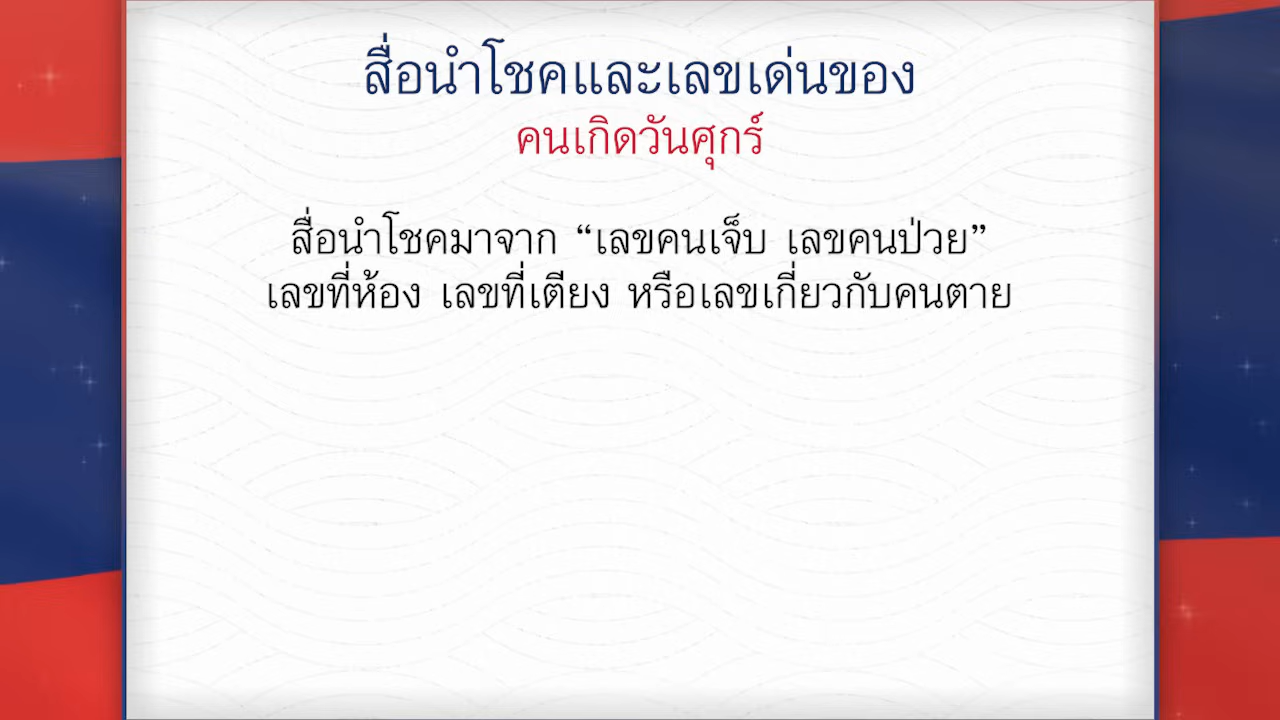 สื่อนำโชคและเลขเด่นของ
คนเกิดวันศุกร์
สื่อนำโชคมาจาก “เลขคนเจ็บ เลขคนป่วย”
เลขที่ห้อง เลขที่เตียง หรือเลขเกี่ยวกับคนตาย